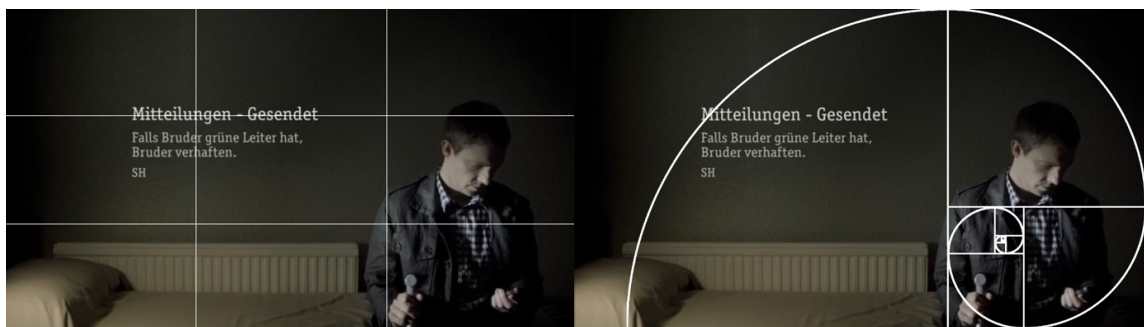 Mitteilungen - Gesendet
Falls Bruder grüne Leiter hat,
Bruder verhaften.
SH
Mitteilungen - Gesendet
Falls Bruder grüne Leiter hat,
Bruder verhaften.
SH